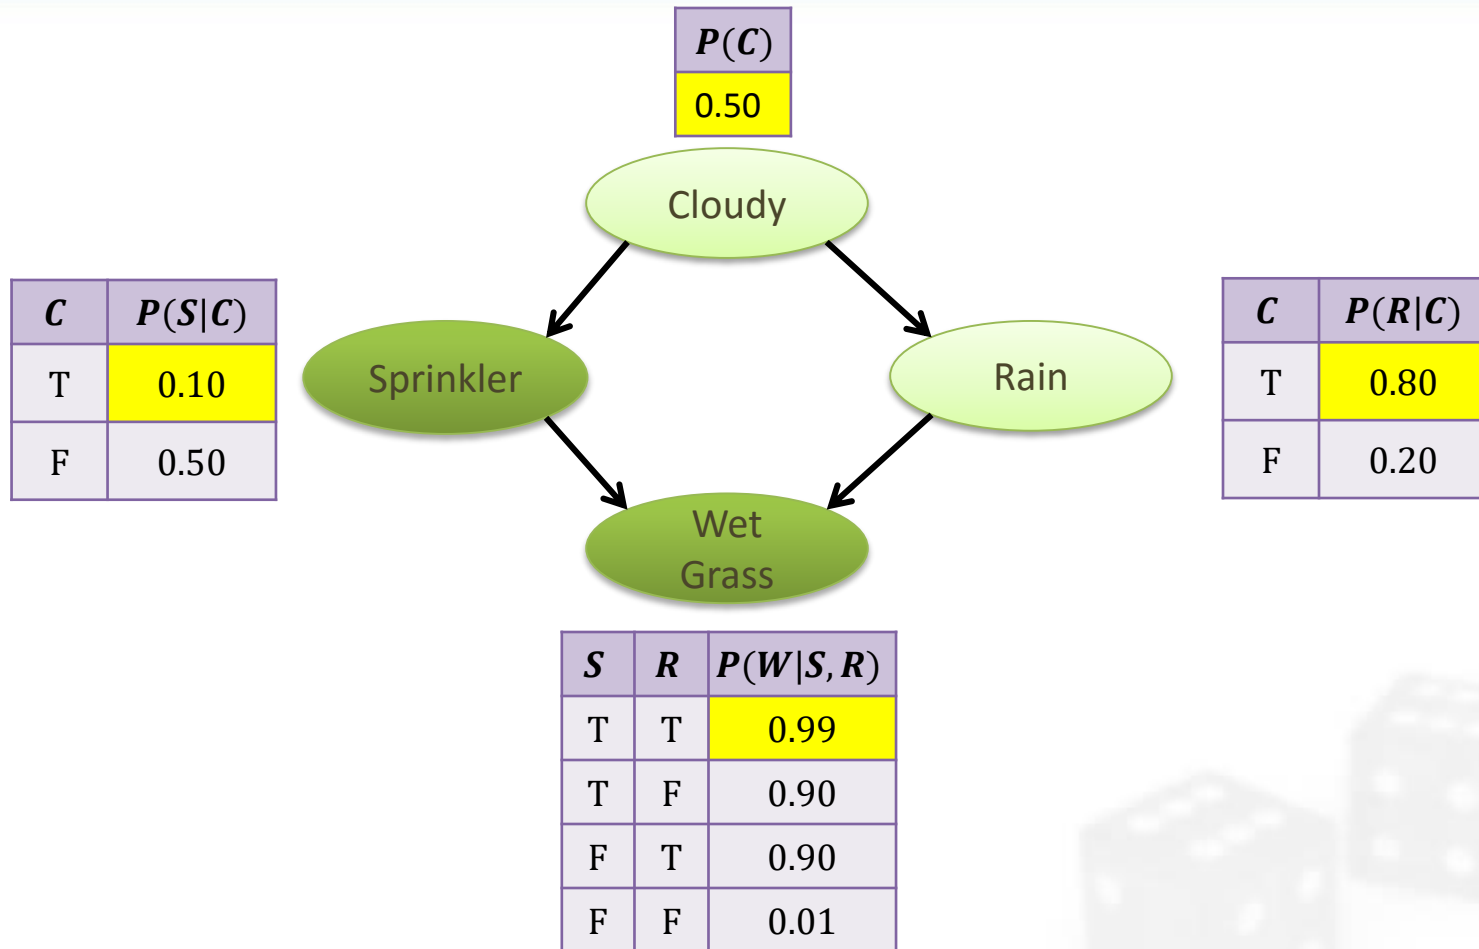 P(C)
0.50
Cloudy
C P(S|C)
T 0.10
F 0.50
Sprinkler
Rain
C P(R|C)
T 0.80
F 0.20
Wet
Grass
S R P(W|S, R)
T T 0.99
T F 0.90
F T 0.90
F F 0.01